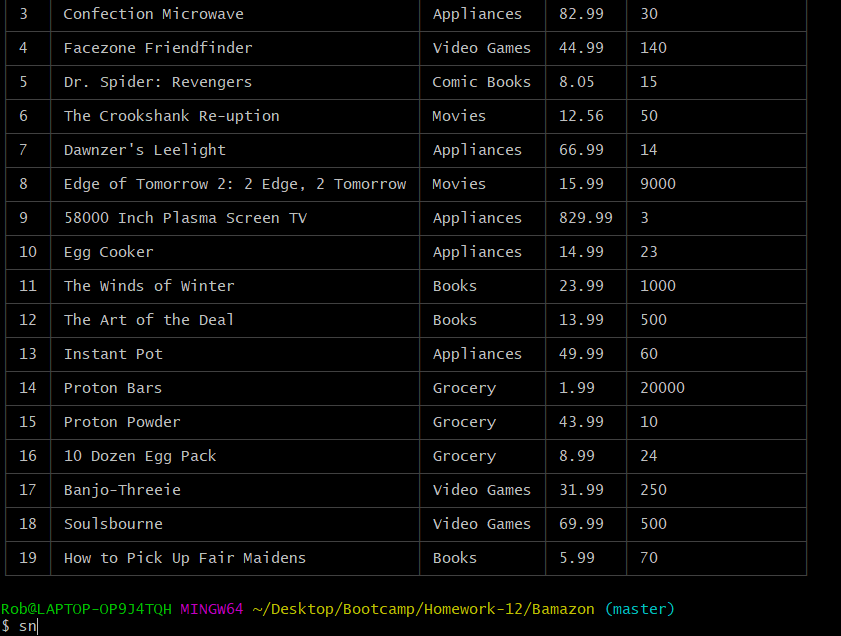 3 Confection Microwave Appliances 82.99 30
4 Facezone Friendfinder Video Games 44.99 140
5 Dr. Spider: Revengers Comic Books 8.05 15
6 The Crookshank Re-uption Movies 12.56 50
7 Dawnzer's Leelight Appliances 66.99 14
8 Edge of Tomorrow 2: 2 Edge, 2 Tomorrow Movies 15.99 9000
9 58000 Inch Plasma Screen TV Appliances 829.99 3
10 Egg Cooker Appliances 14.99 23
11 The Winds of Winter Books 23.99 1000
12 The Art of the Deal Books 13.99 500
13 Instant Pot Appliances 49.99 60
14 Proton Bars Grocery 1.99 20000
15 Proton Powder Grocery 43.99 10
16 10 Dozen Egg Pack Grocery 8.99 24
17 Banjo-Threeie Video Games 31.99 250
18 Soulsbourne Video Games 69.99 500
19 How to Pick Up Fair Maidens Books 5.99 70
Rob@LAPTOP-OP9J4TQH MINGW64 ~/Desktop/Bootcamp/Homework-12/Bamazon (master)
$ sn